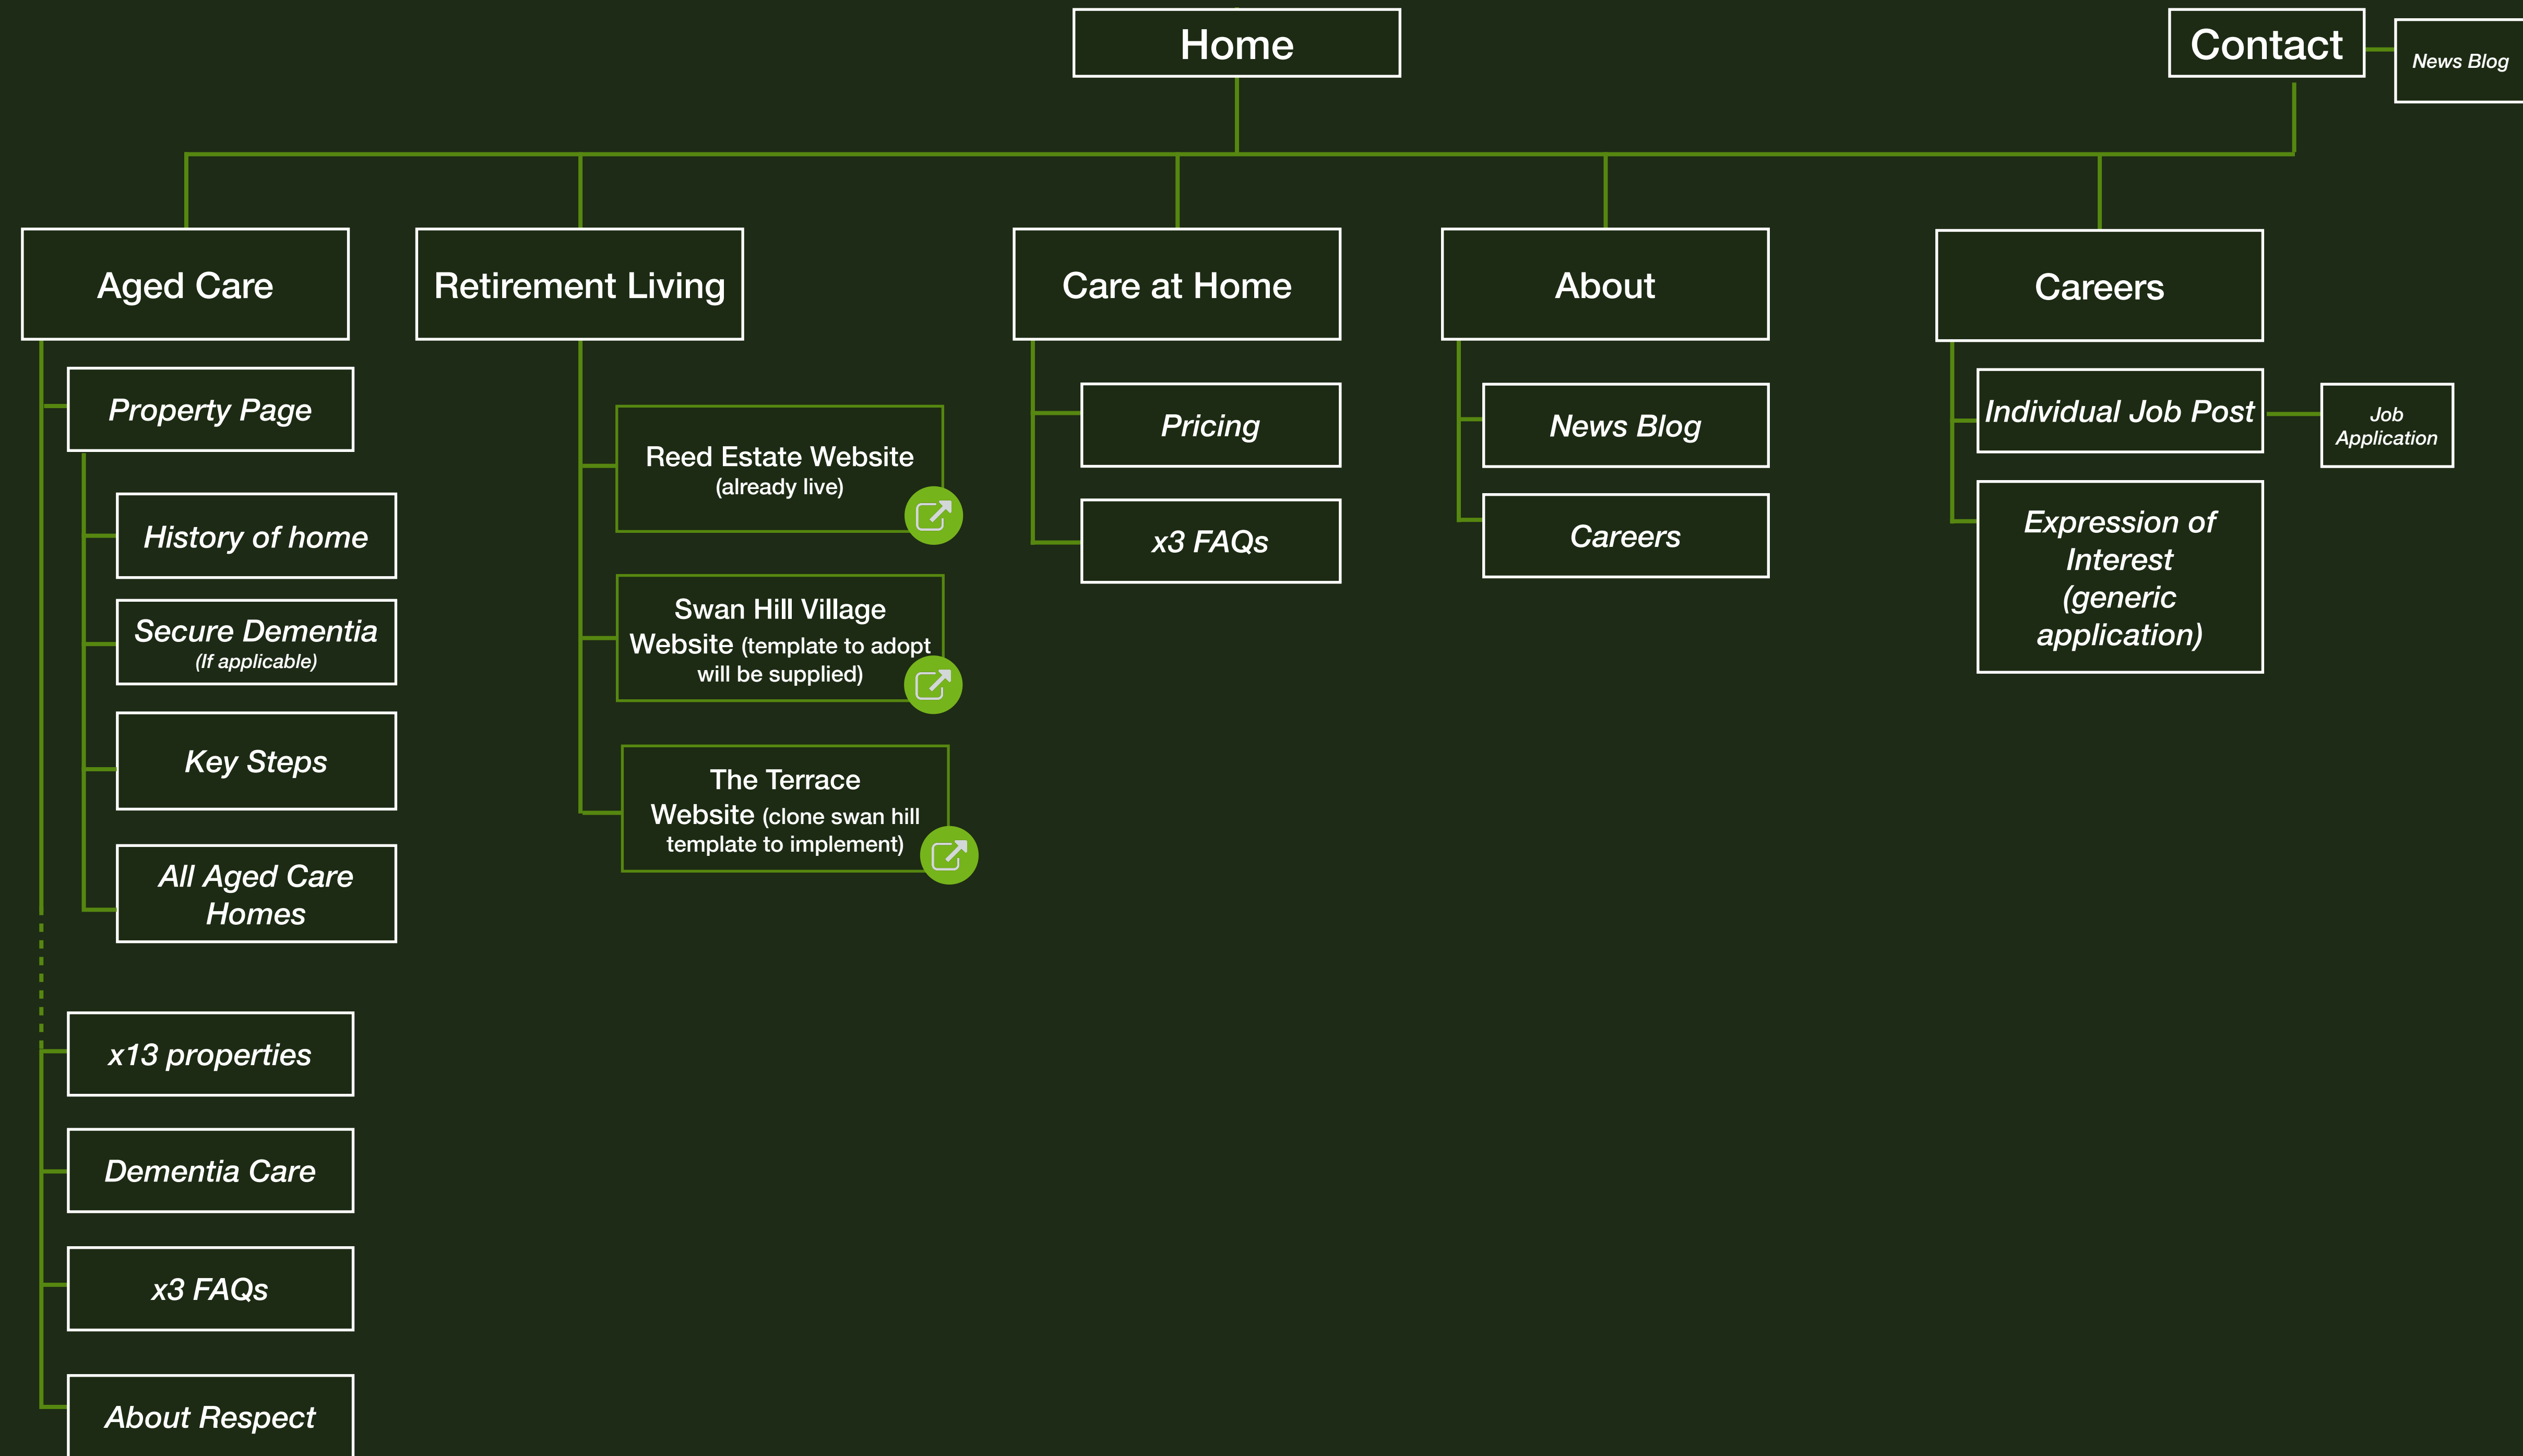 Home
Contact
News Blog
Aged Care
Retirement Living
Care at Home
About
Careers
Property Page
History of home
Secure Dementia
(If applicable)
Key Steps
All Aged Care
Homes
x13 properties
Dementia Care
x3 FAQs
About Respect
Reed Estate Website
(already live)
Swan Hill Village
Website (template to adopt
will be supplied)
The Terrace
Website (clone swan hill
template to implement)
Pricing
x3 FAQs
News Blog
Careers
Individual Job Post
Job
Application
Expression of
Interest
(generic
application)